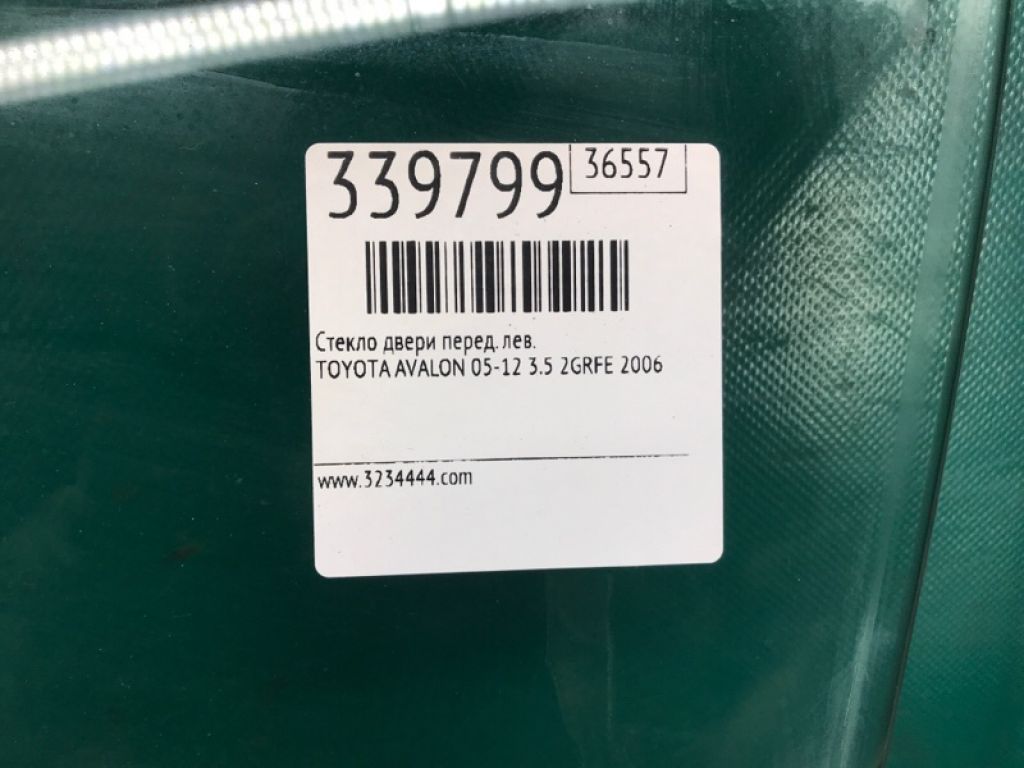 339799 36557
Стекло двери перед. лев.
TOYOTA AVALON 05-12 3.5 2GRFE 2006
www.3234444.com